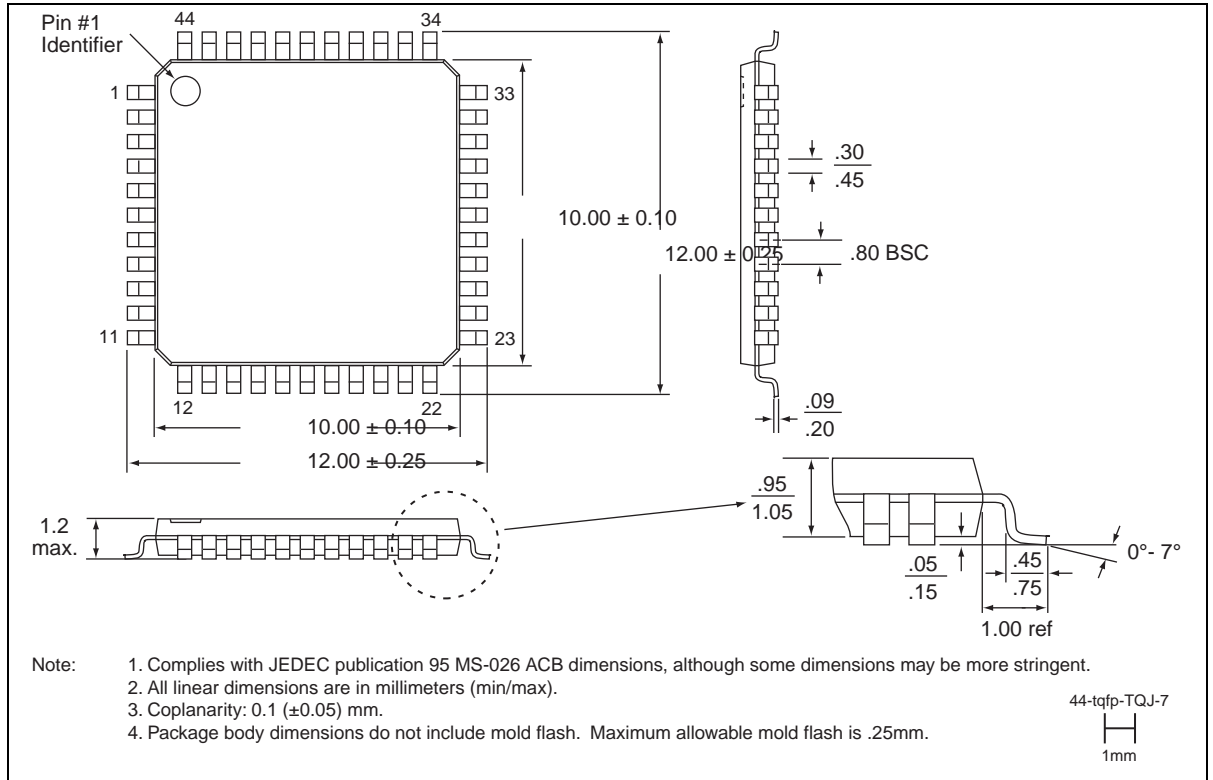 Pin #1
Identifier
44
34
1
33
11
23
12
22
10.00 ± 0.10
12.00 ± 0.25
10.00 ± 0.10
12.00 ± 0.25
.30
.45
.80 BSC
.09
.20
1.2
max.
.95
1.05
.05
.15
.45
.75
0°- 7°
1.00 ref
Note:
1. Complies with JEDEC publication 95 MS-026 ACB dimensions, although some dimensions may be more stringent.
2. All linear dimensions are in millimeters (min/max).
3. Coplanarity: 0.1 (±0.05) mm.
4. Package body dimensions do not include mold flash. Maximum allowable mold flash is .25mm.
44-tqfp-TQJ-7
1mm